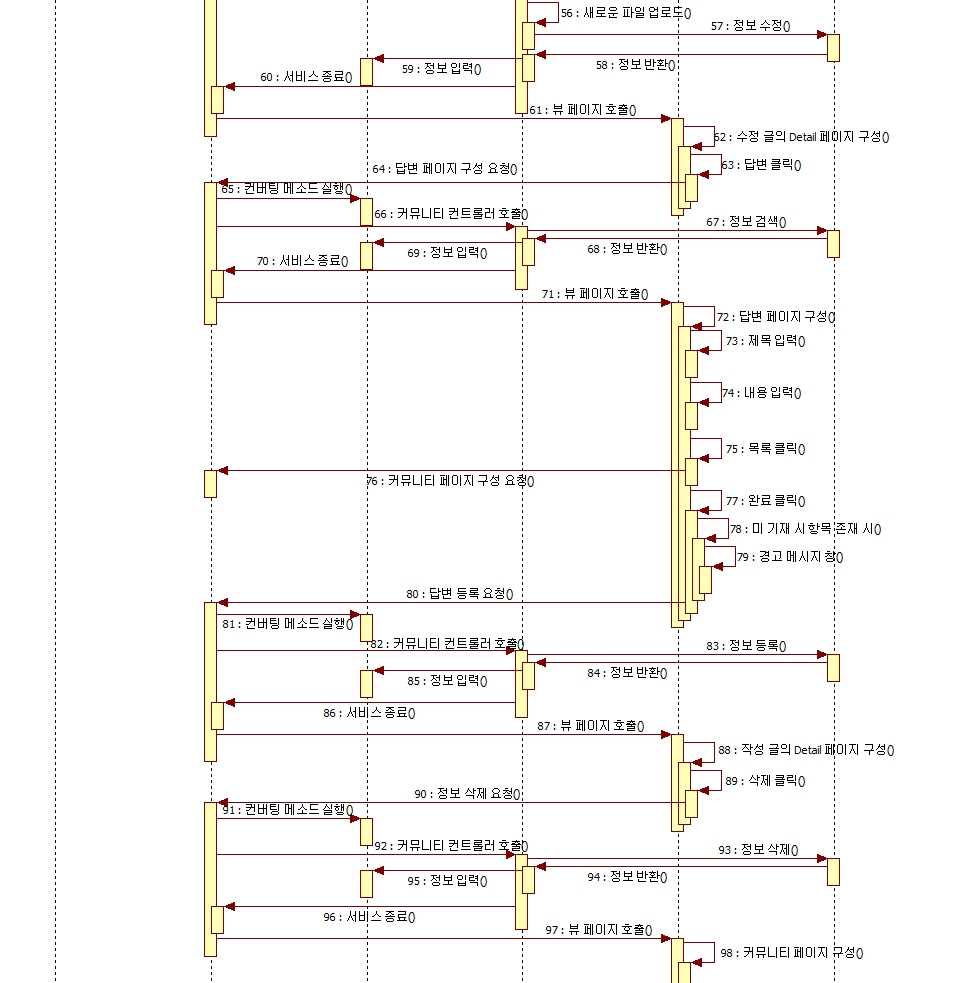 56 : 새로운 파일 업로드()
57 : 정보 수정()
58 : 정보 반환()
59 : 정보 입력()
60 : 서비스 종료()
61 : 뷰 페이지 호출()
62 : 수정 글의 Detail 페이지 구성()
63 : 답변 클릭()
64 : 답변 페이지 구성 요청()
65 : 컨버팅 메소드 실행()
66 : 커뮤니티 컨트롤러 호출()
67 : 정보 검색()
68 : 정보 반환()
69 : 정보 입력()
70 : 서비스 종료()
71 : 뷰 페이지 호출()
72 : 답변 페이지 구성()
73 : 제목 입력()
74 : 내용 입력()
75 : 목록 클릭()
76 : 커뮤니티 페이지 구성 요청()
77 : 완료 클릭()
78 : 미 기재 시 항목 존재 시()
79 : 경고 메시지 창()
80 : 답변 등록 요청()
81 : 컨버팅 메소드 실행()
82 : 커뮤니티 컨트롤러 호출()
83 : 정보 등록()
84 : 정보 반환()
85 : 정보 입력()
86 : 서비스 종료()
87 : 뷰 페이지 호출()
88 : 작성 글의 Detail 페이지 구성()
89 : 삭제 클릭()
90 : 정보 삭제 요청()
91 : 컨버팅 메소드 실행()
92 : 커뮤니티 컨트롤러 호출()
93 : 정보 삭제()
94 : 정보 반환()
95 : 정보 입력()
96 : 서비스 종료()
97 : 뷰 페이지 호출()
98 : 커뮤니티 페이지 구성()